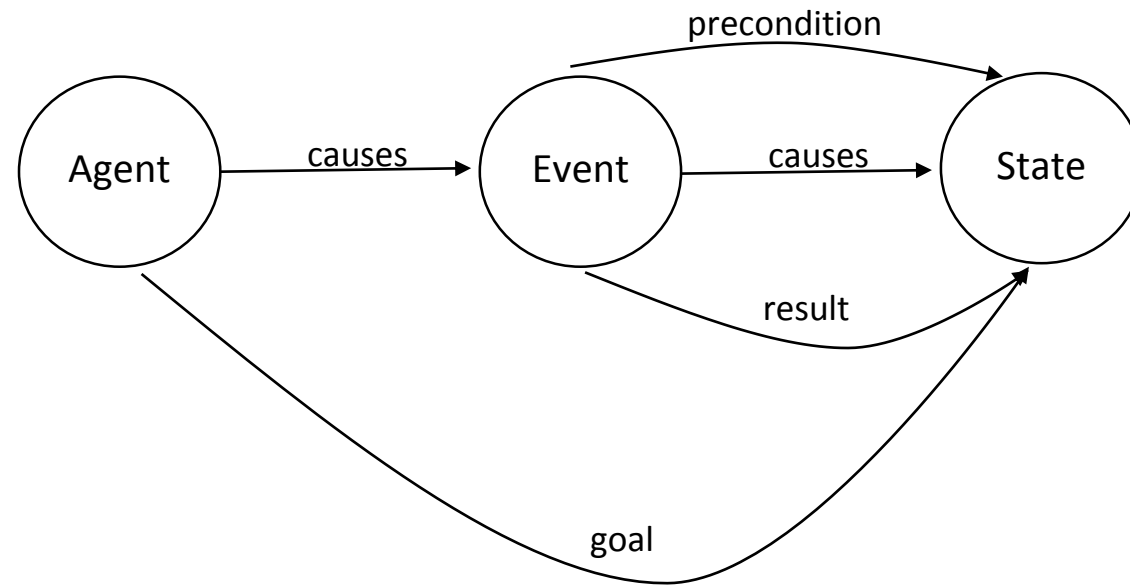 precondition
Agent
causes
Event
causes
State
result
goal